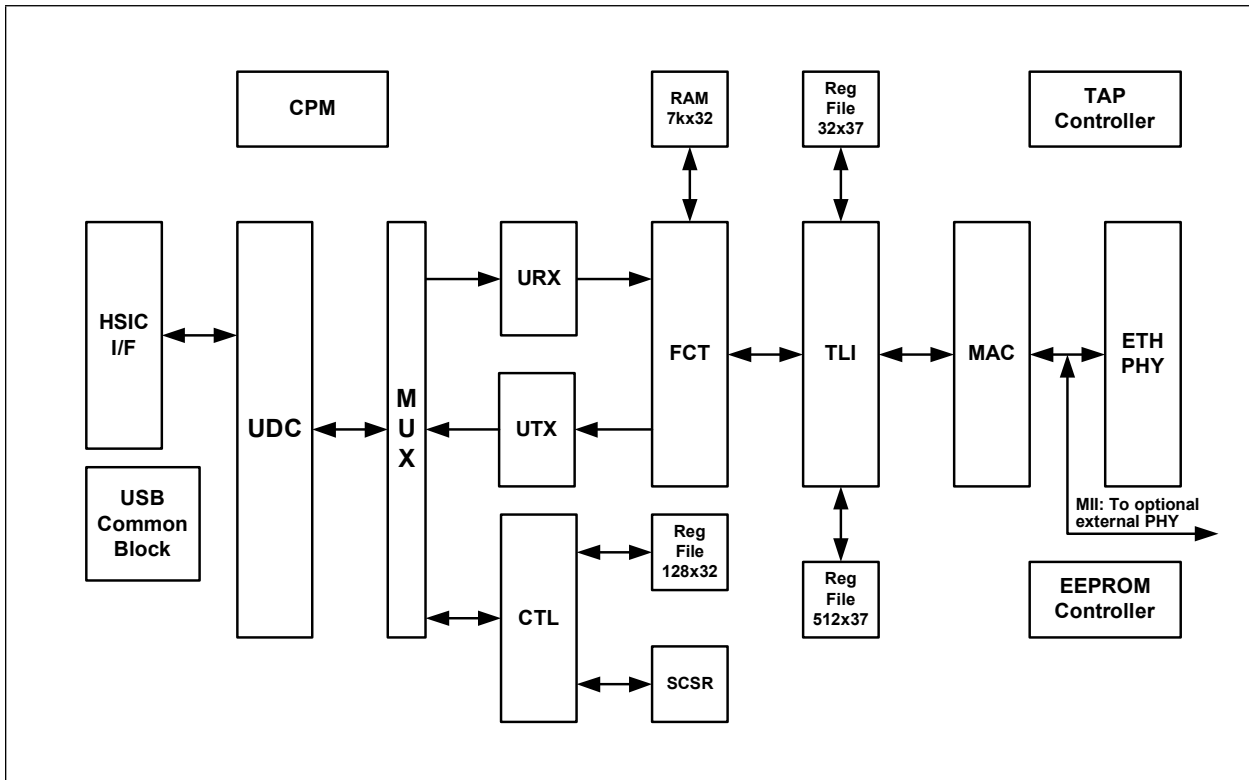 CPM
RAM
7kx32
Reg
File
32x37
TAP
Controller
HSIC
I/F
UDC
M
U
X
URX
UTX
FCT
TLI
MAC
ETH
PHY
MII: To optional
external PHY
USB
Common
Block
CTL
Reg
File
128x32
SCSR
Reg
File
512x37
EEPROM
Controller